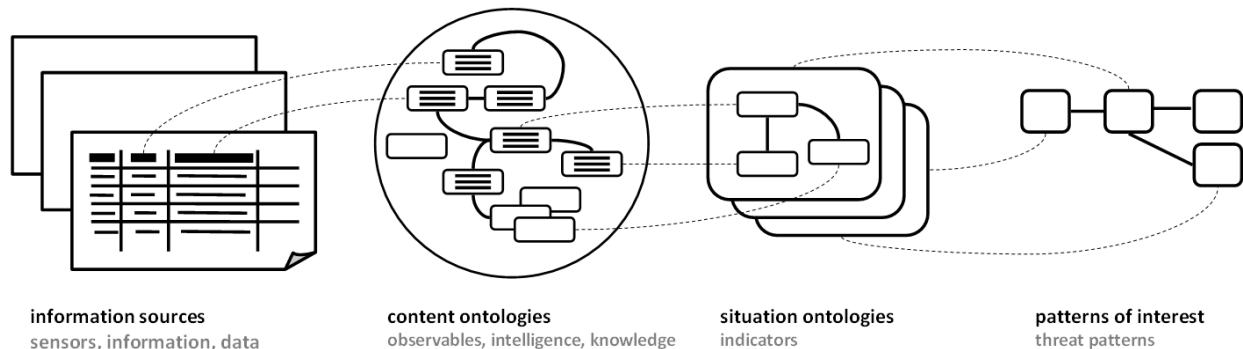 information sources
sensors, information, data
content ontologies
observables, intelligence, knowledge
situation ontologies
indicators
patterns of interest
threat patterns